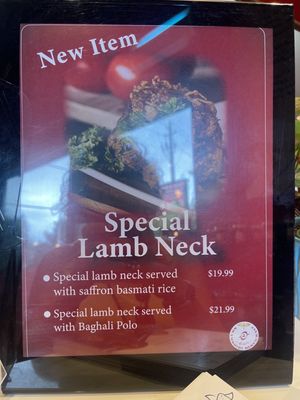 New Item
Special
Lamb Neck
Special lamb neck served $19.99
with saffron basmati rice
Special lamb neck served $21.99
with Baghali Polo